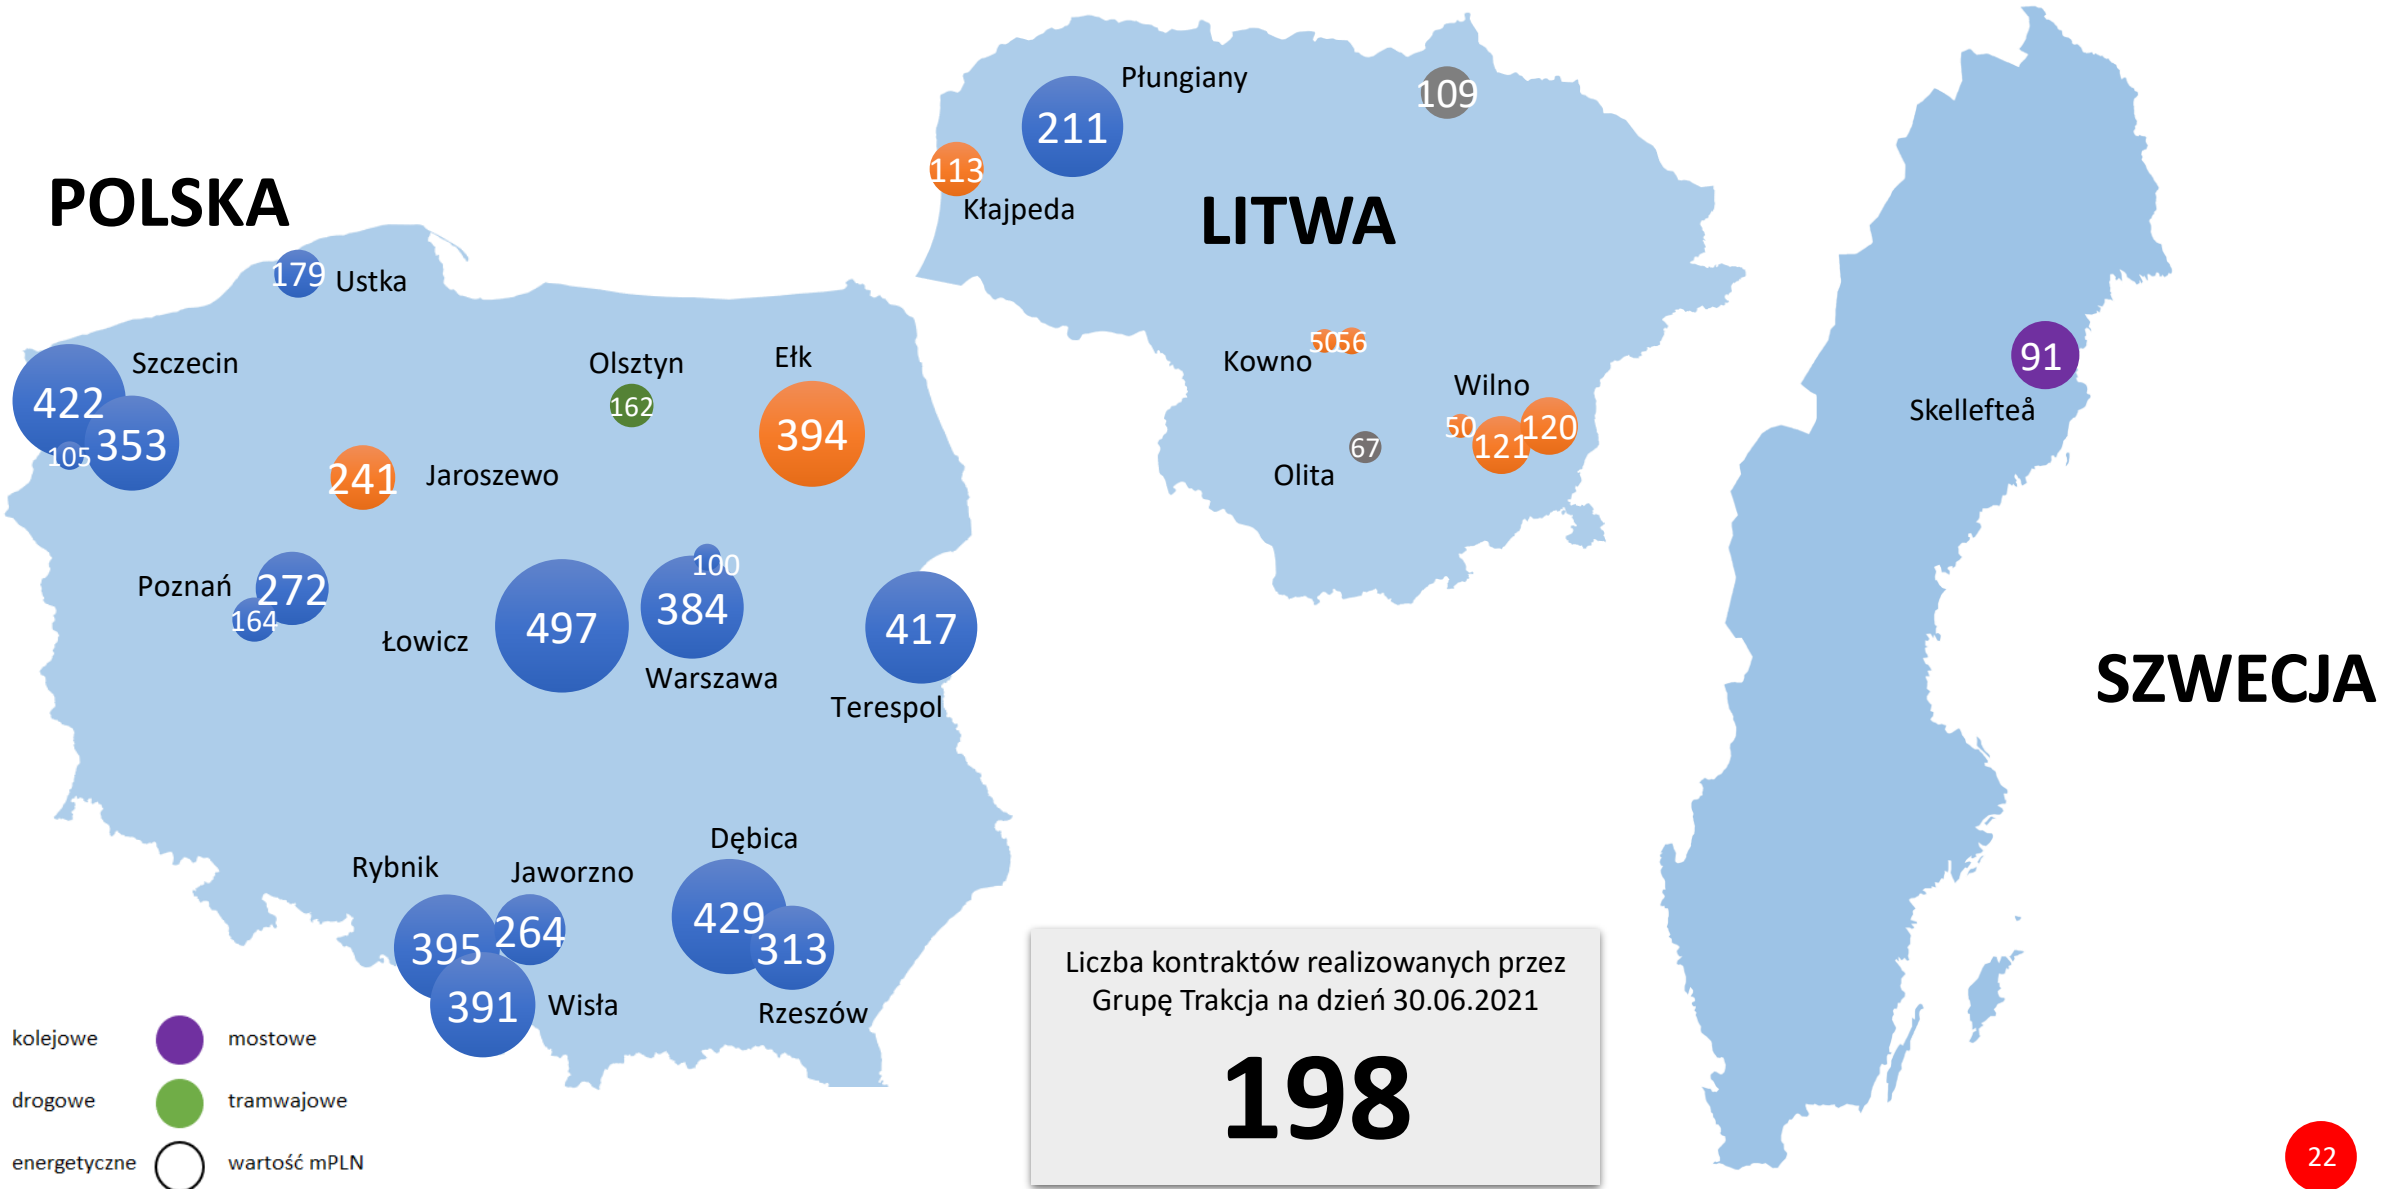 POLSKA
179
Ustka
Szczecin
422
353
105
Olsztyn
162
Ełk
394
241
Jaroszewo
Poznań
272
164
Łowicz
497
100
384
Warszawa
417
Terespol
Dębica
429
313
Rzeszów
Rybnik
395
Jaworzno
264
391
Wisła
LITWA
Płungiany
211
109
113
Kłajpeda
Kowno
50
56
Wilno
50
121
120
67
Olita
SZWECJA
91
Skellefteå
kolejowe
mostowe
drogowe
tramwajowe
energetyczne
wartość mPLN
Liczba kontraktów realizowanych przez
Grupę Trakcja na dzień 30.06.2021
198
22